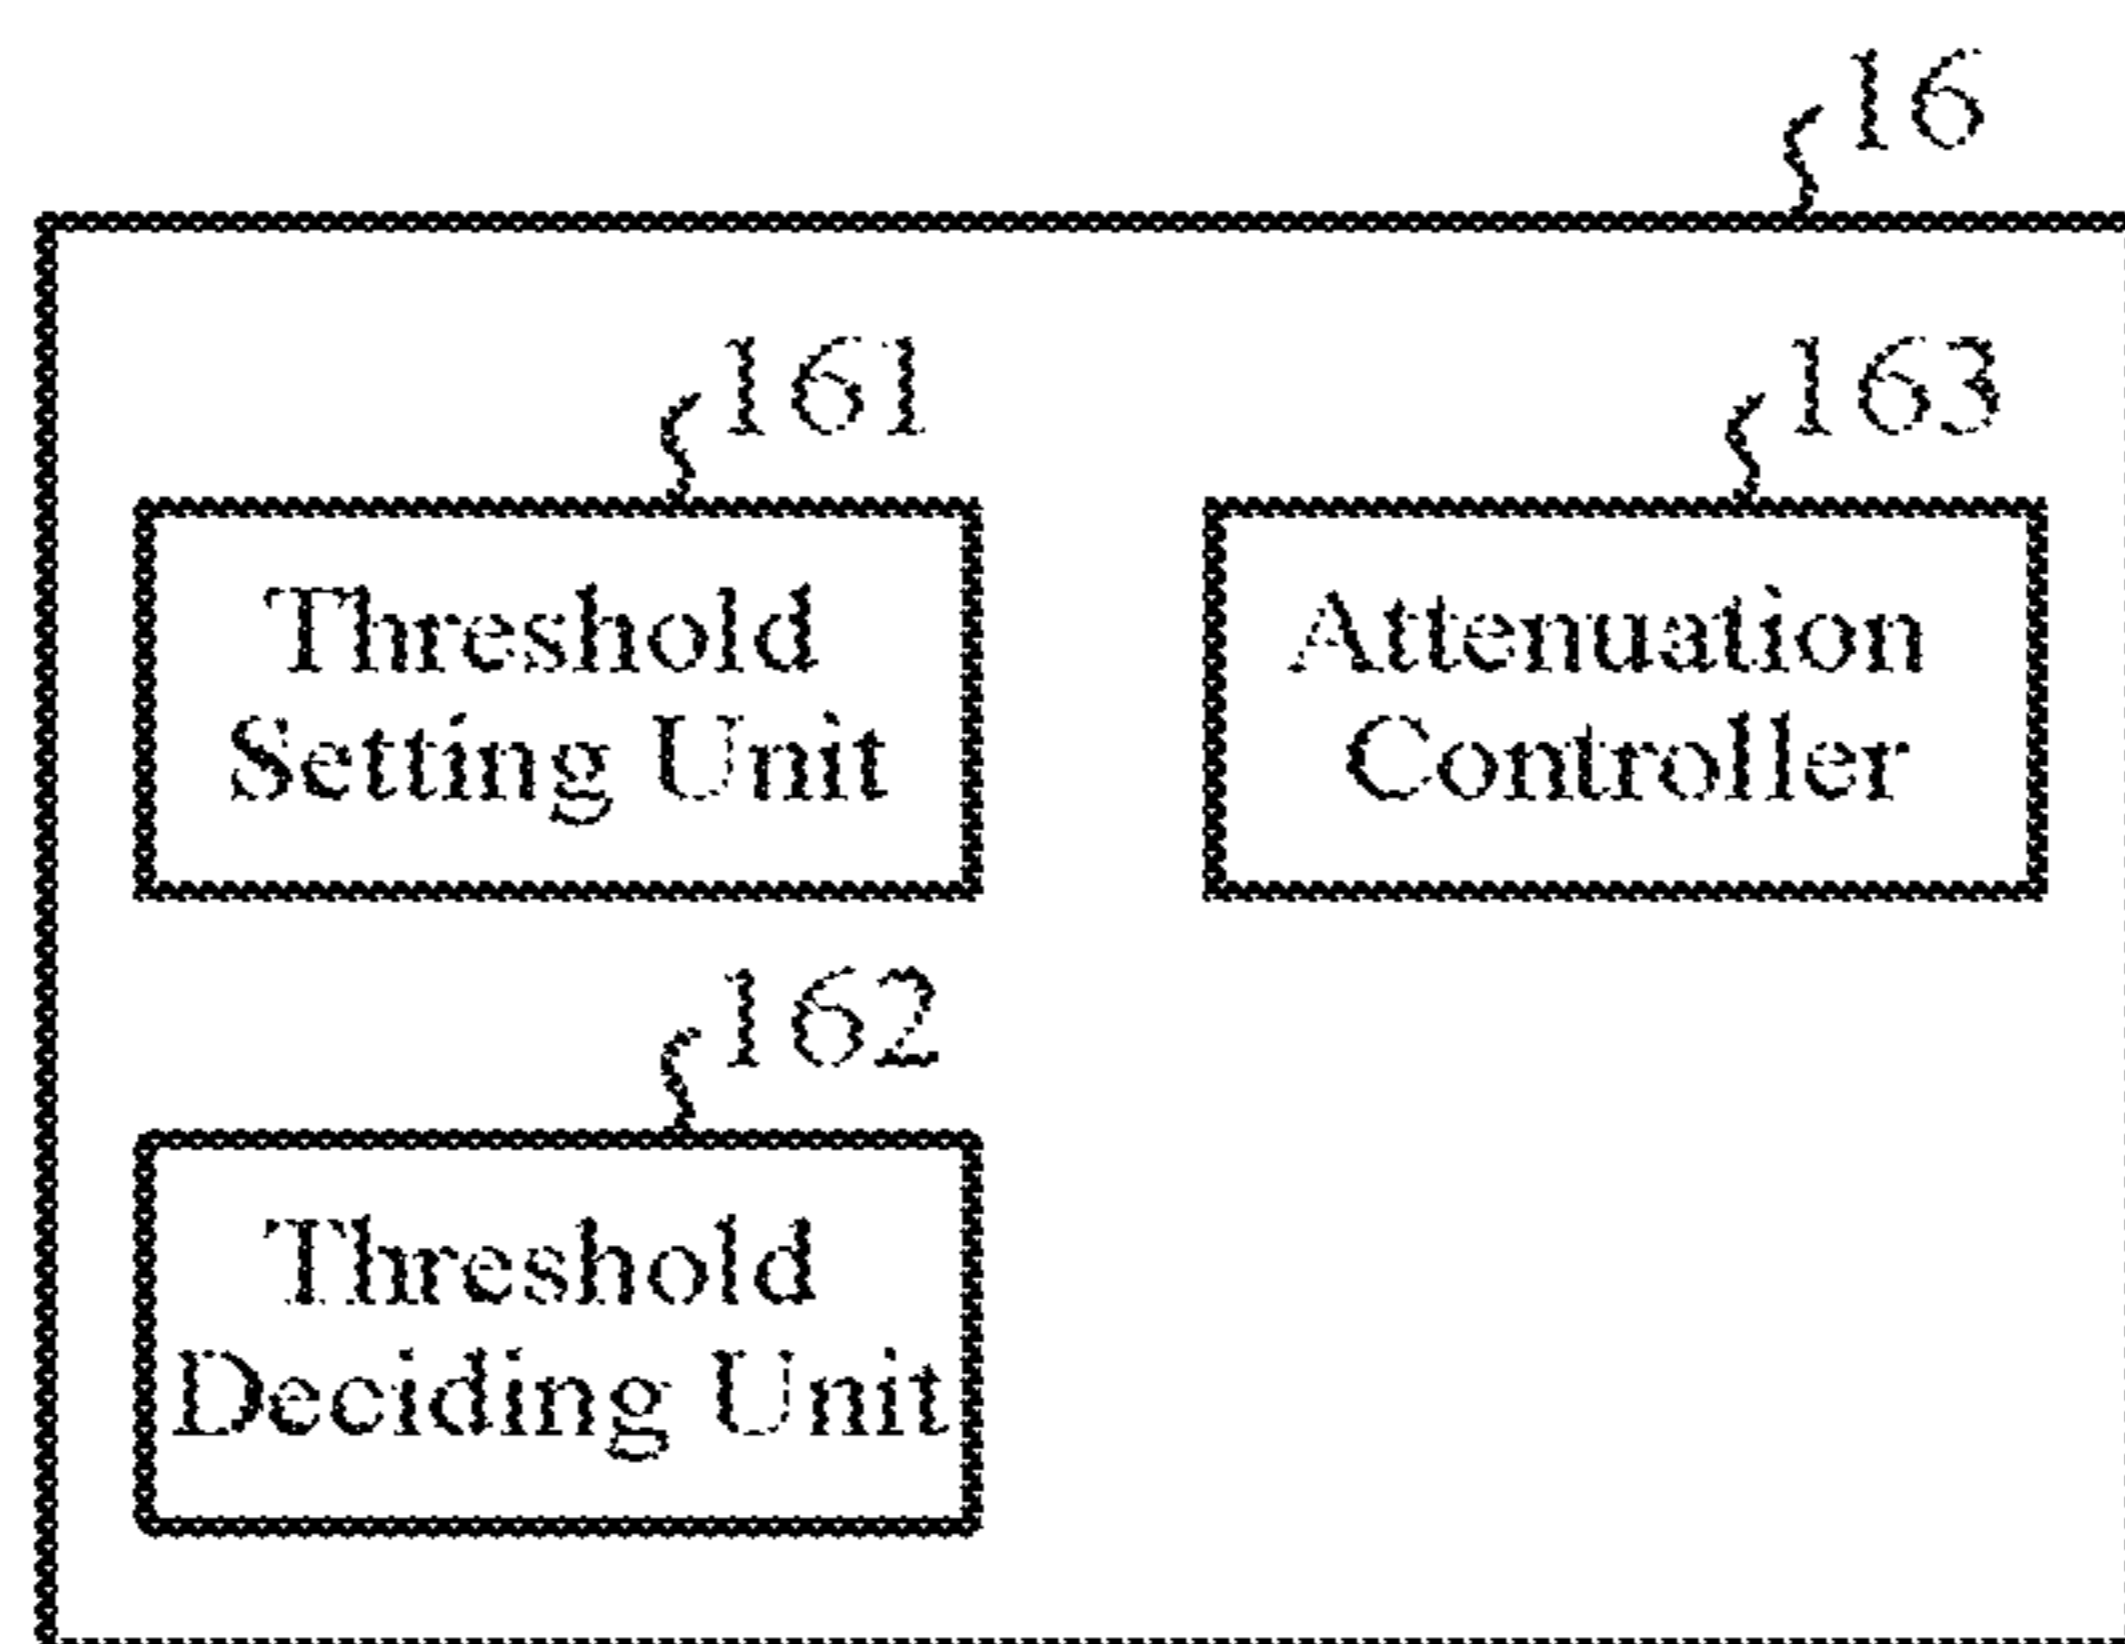 16
161
Threshold
Setting Unit
163
Attenuation
Controller
162
Threshold
Deciding Unit